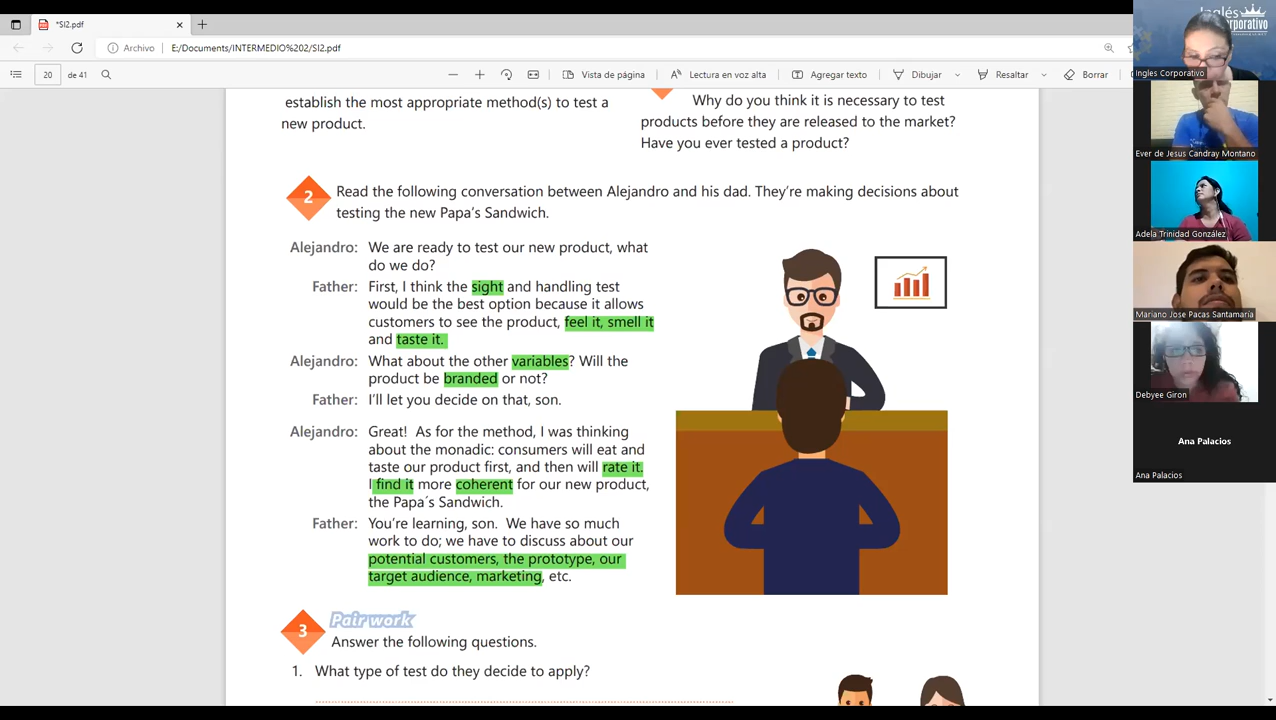 *SI2.pdf
Archivo
E:/Documents/INTERMEDIO%202/SI2.pdf
20
de 41
Vista de página
Lectura en voz alta
Agregar texto
Dibujar
Resaltar
Borrar
establish the most appropriate method(s) to test a
new product.
Why do you think it is necessary to test
products before they are released to the market?
Have you ever tested a product?
2
Read the following conversation between Alejandro and his dad. They're making decisions about
testing the new Papa's Sandwich.
Alejandro: We are ready to test our new product, what
do we do?
Father: First, I think the sight and handling test
would be the best option because it allows
customers to see the product, feel it, smell it
and taste it.
Alejandro: What about the other variables? Will the
product be branded or not?
Father: I'll let you decide on that, son.
Alejandro: Great! As for the method, I was thinking
about the monadic: consumers will eat and
taste our product first, and then will rate it.
I find it more coherent for our new product,
the Papa´s Sandwich.
Father: You're learning, son. We have so much
work to do; we have to discuss about our
potential customers, the prototype, our
target audience, marketing, etc.
3
Pair work
Answer the following questions.
1. What type of test do they decide to apply?
Inglés
Corporativo
Ingles Corporativo
Ever de Jesus Candray Montano
Adela Trinidad González
Mariano Jose Pacas Santamaría
Debyee Giron
Ana Palacios
Ana Palacios